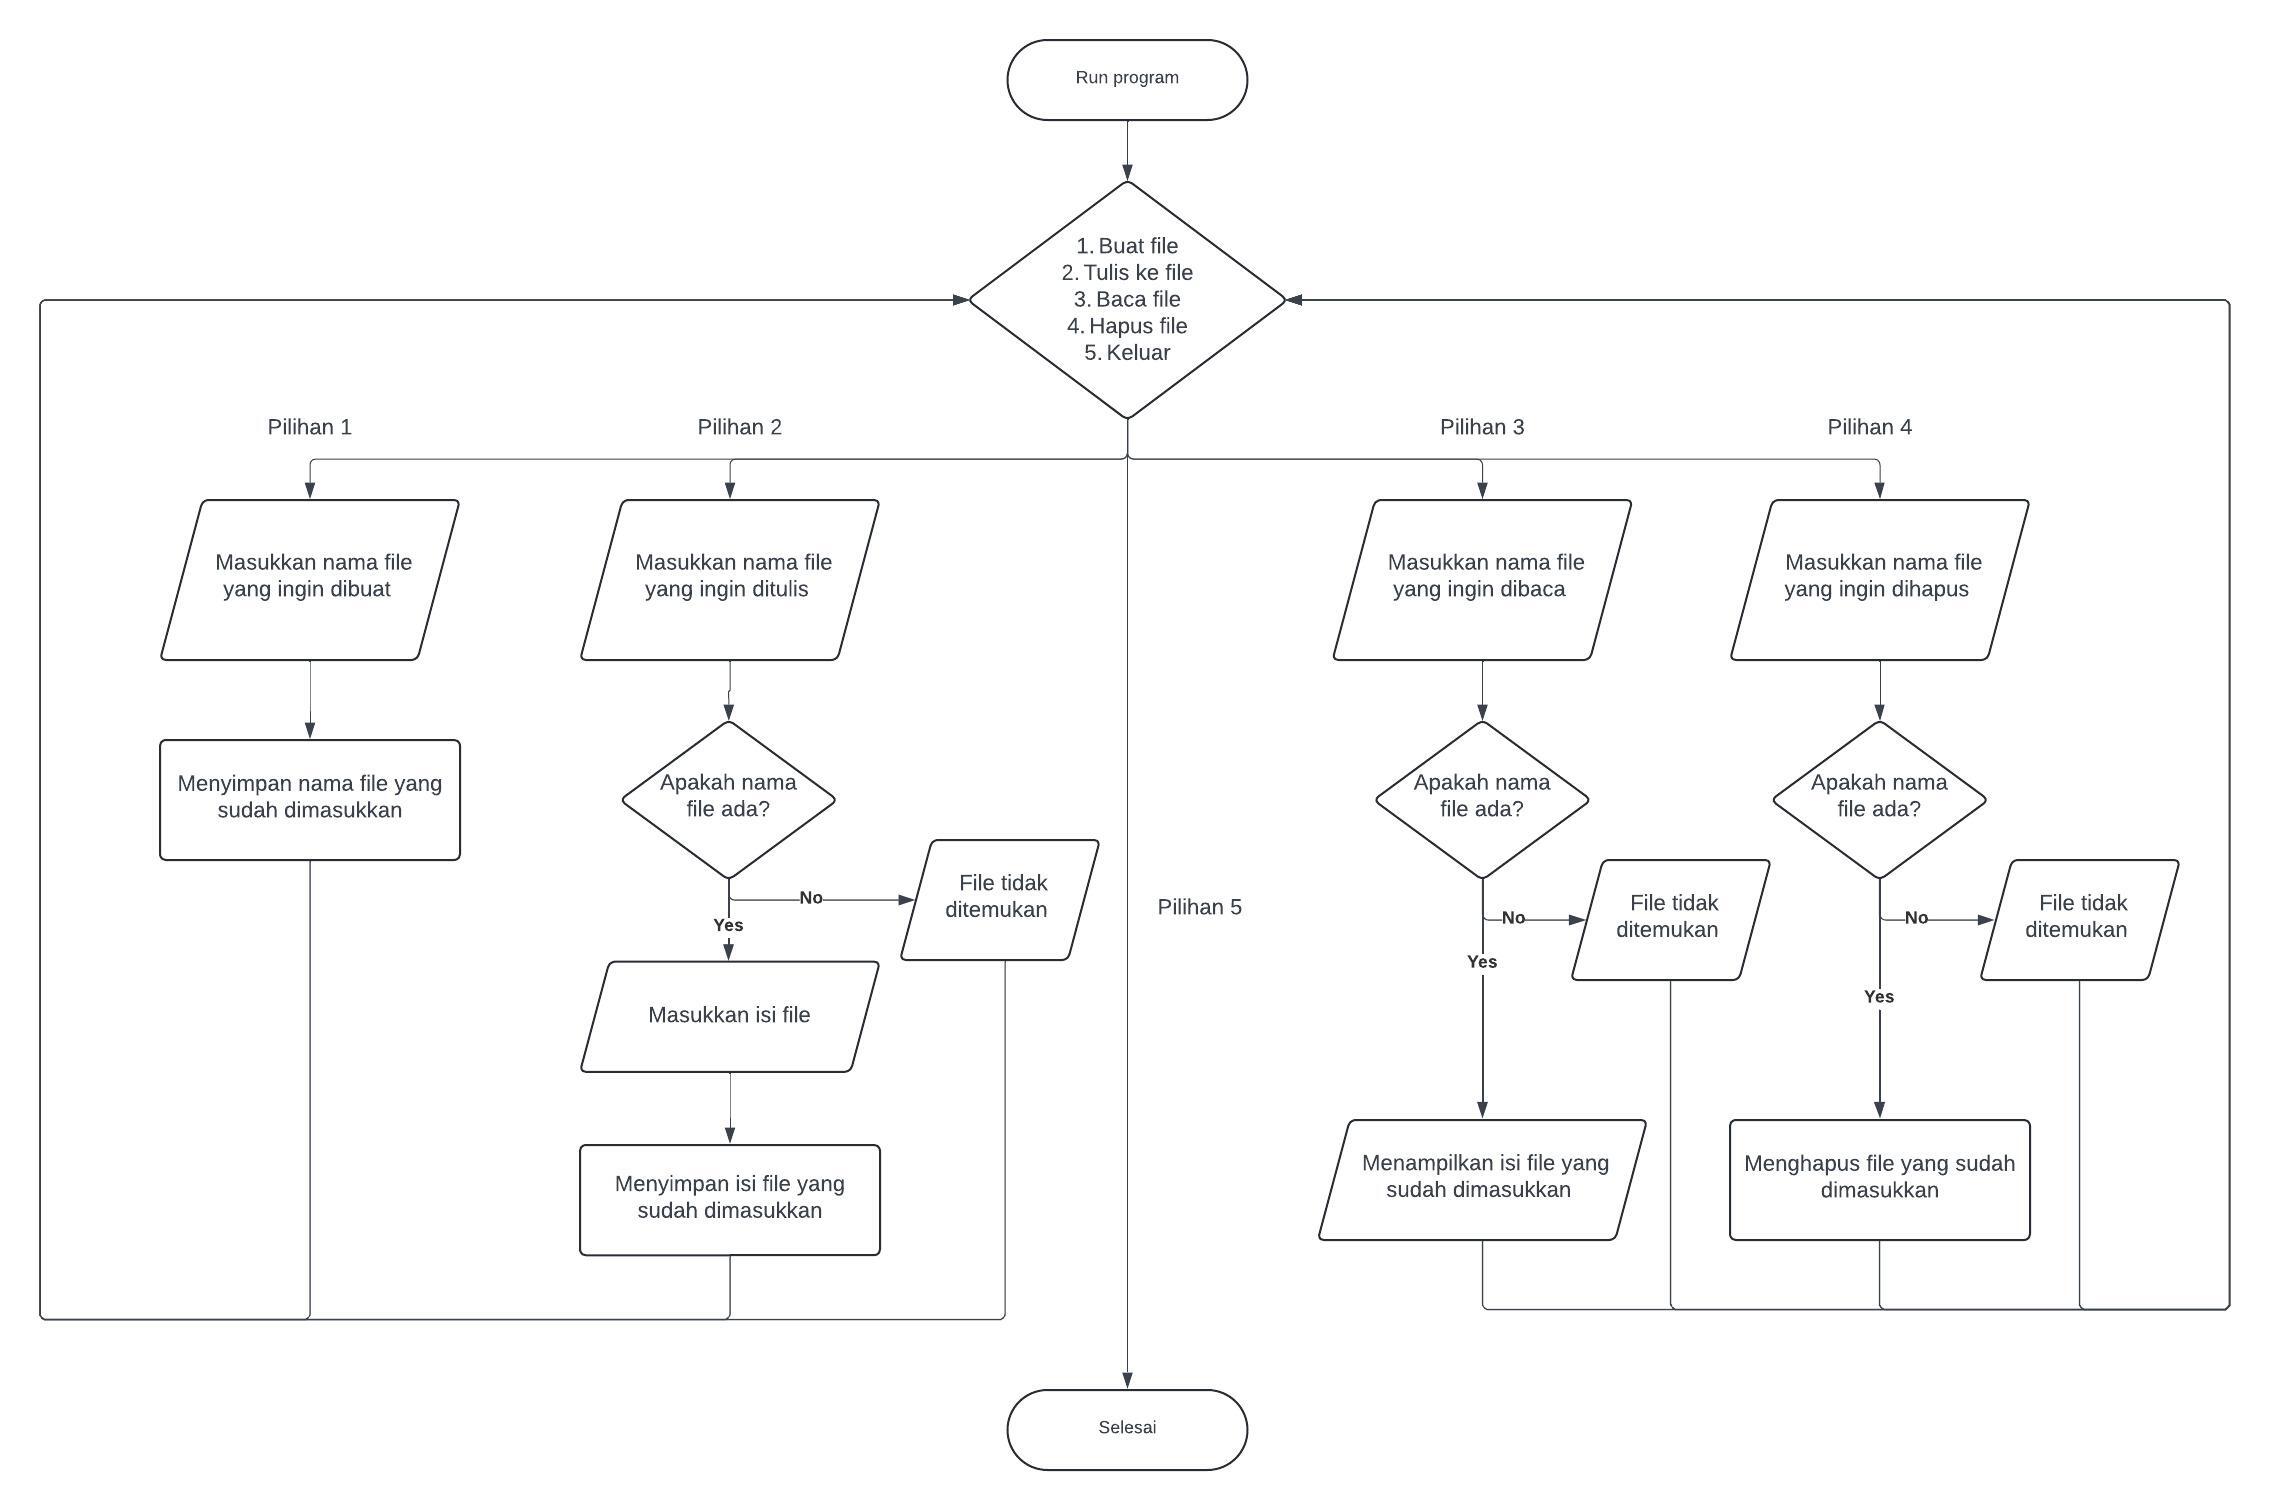 Run program
1. Buat file
2. Tulis ke file
3. Baca file
4. Hapus file
5. Keluar
Pilihan 1
Pilihan 2
Pilihan 3
Pilihan 4
Masukkan nama file
yang ingin dibuat
Masukkan nama file
yang ingin ditulis
Masukkan nama file
yang ingin dibaca
Masukkan nama file
yang ingin dihapus
Menyimpan nama file yang
sudah dimasukkan
Apakah nama
file ada?
Apakah nama
file ada?
Apakah nama
file ada?
No
Yes
File tidak
ditemukan
Pilihan 5
No
Yes
File tidak
ditemukan
No
Yes
File tidak
ditemukan
Masukkan isi file
Menyimpan isi file yang
sudah dimasukkan
Menampilkan isi file yang
sudah dimasukkan
Menghapus file yang sudah
dimasukkan
Selesai